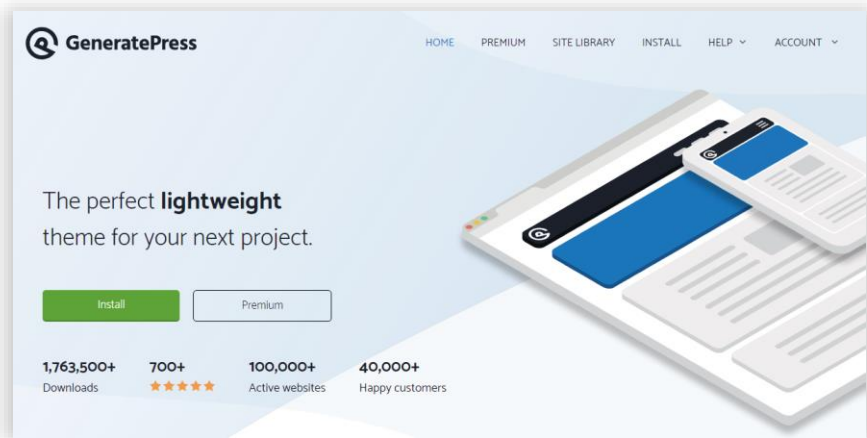 GeneratePress
HOME PREMIUM SITE LIBRARY INSTALL HELP ACCOUNT
The perfect lightweight
theme for your next project.
Install Premium
1,763,500+ 700+ 100,000+ 40,000+
Downloads Active websites Happy customers